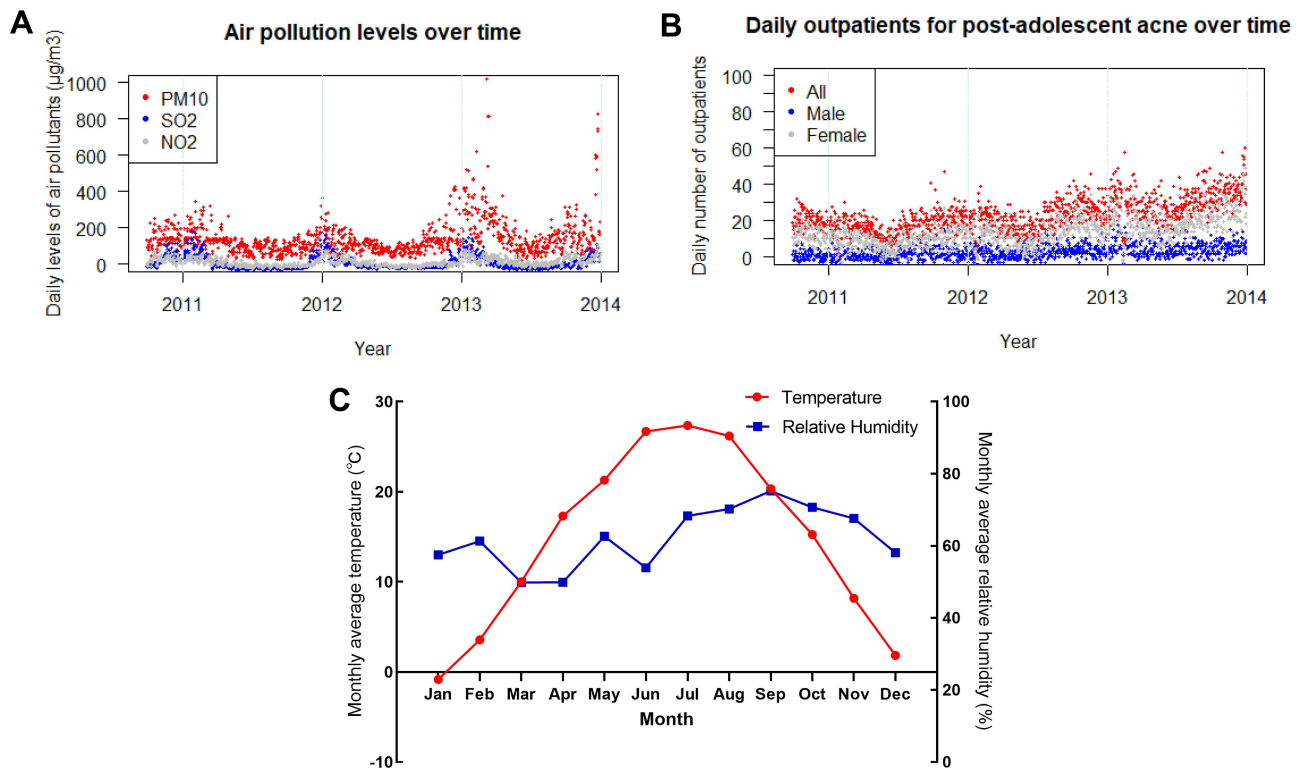 A
Air pollution levels over time
Daily levels of air pollutants (µg/m3)
1000
800
600
400
200
0
PM10
SO2
NO2
2011
2012
2013
2014
Year
B
Daily outpatients for post-adolescent acne over time
Daily number of outpatients
100
80
60
40
20
0
All
Male
Female
2011
2012
2013
2014
Year
C
Temperature
Relative Humidity
Monthly average temperature (°C)
30
20
10
0
-10
Jan Feb Mar Apr May Jun Jul Aug Sep Oct Nov Dec
Month
100
80
60
40
20
0
Monthly average relative
humidity (%)